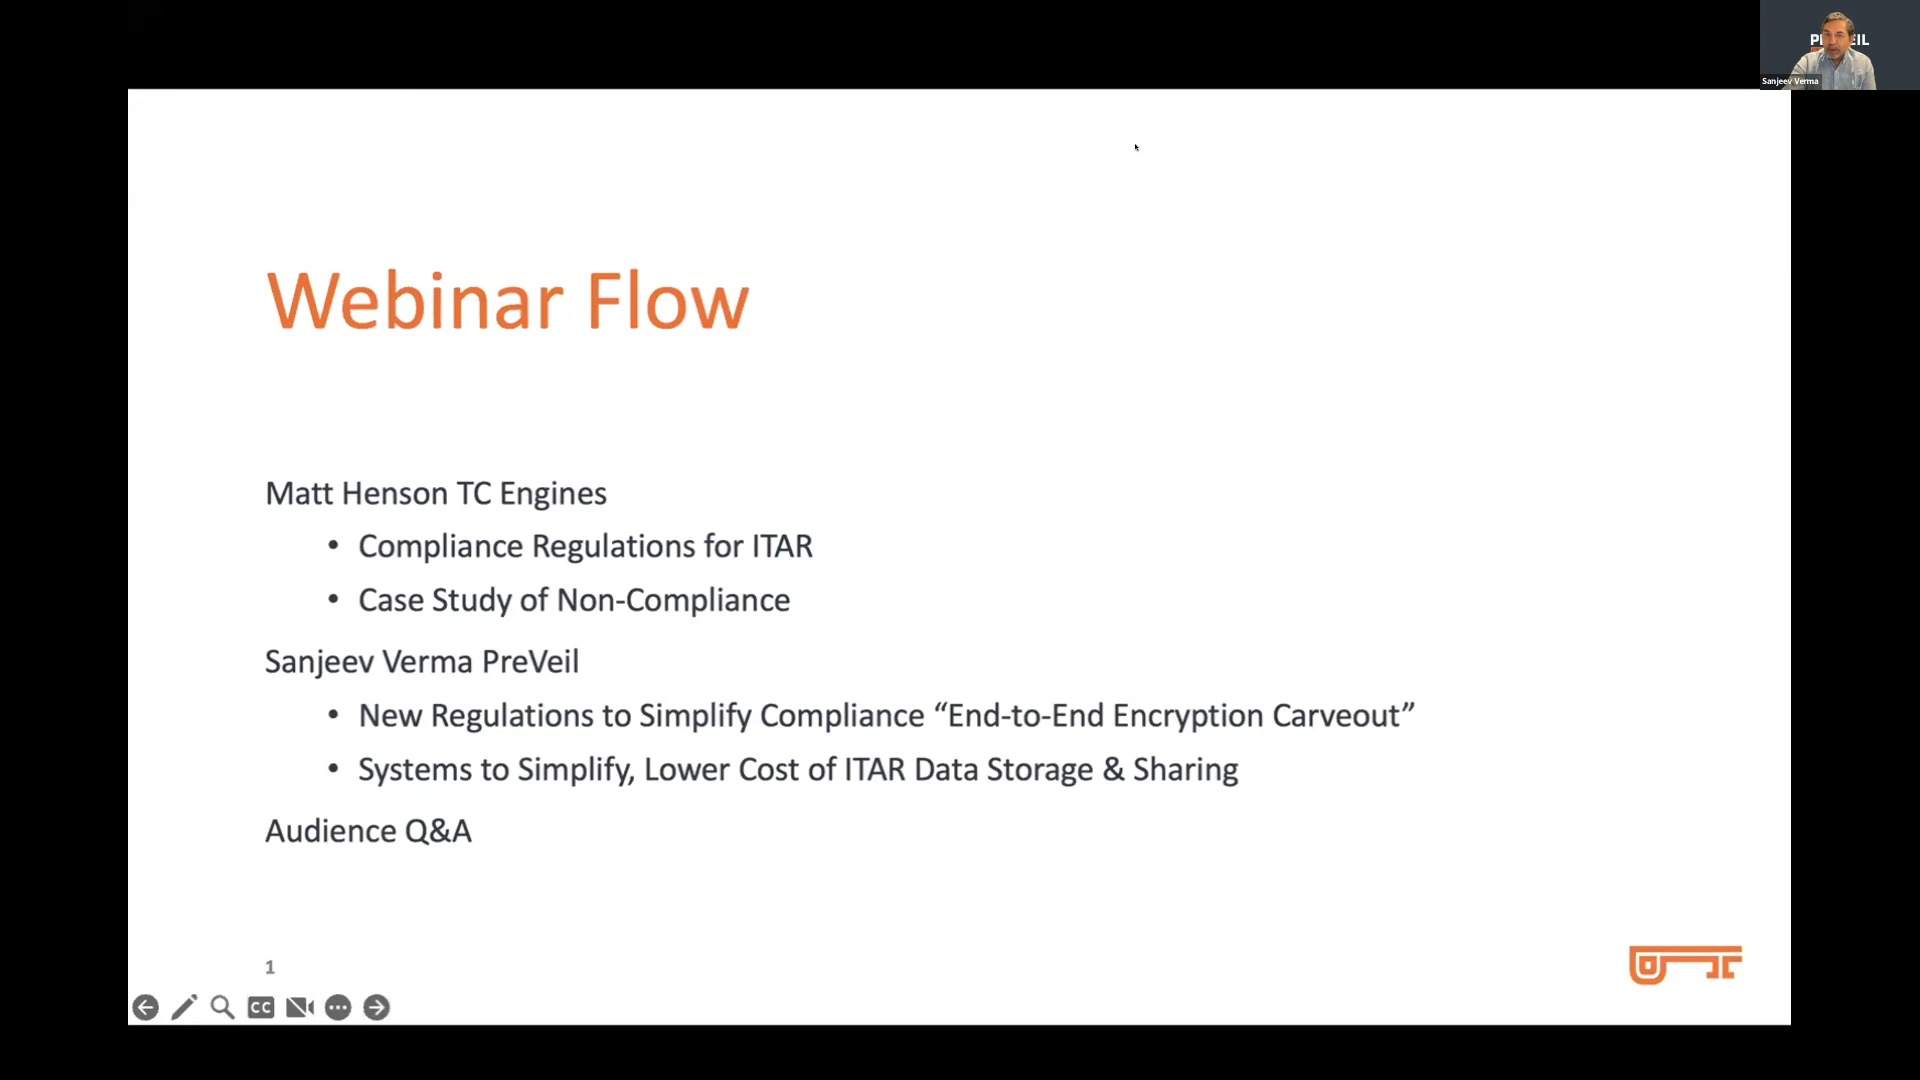 Sanjeev Verma
Webinar Flow
Matt Henson TC Engines
• Compliance Regulations for ITAR
• Case Study of Non-Compliance
Sanjeev Verma PreVeil
• New Regulations to Simplify Compliance “End-to-End Encryption Carveout”
• Systems to Simplify, Lower Cost of ITAR Data Storage & Sharing
Audience Q&A
1
CC